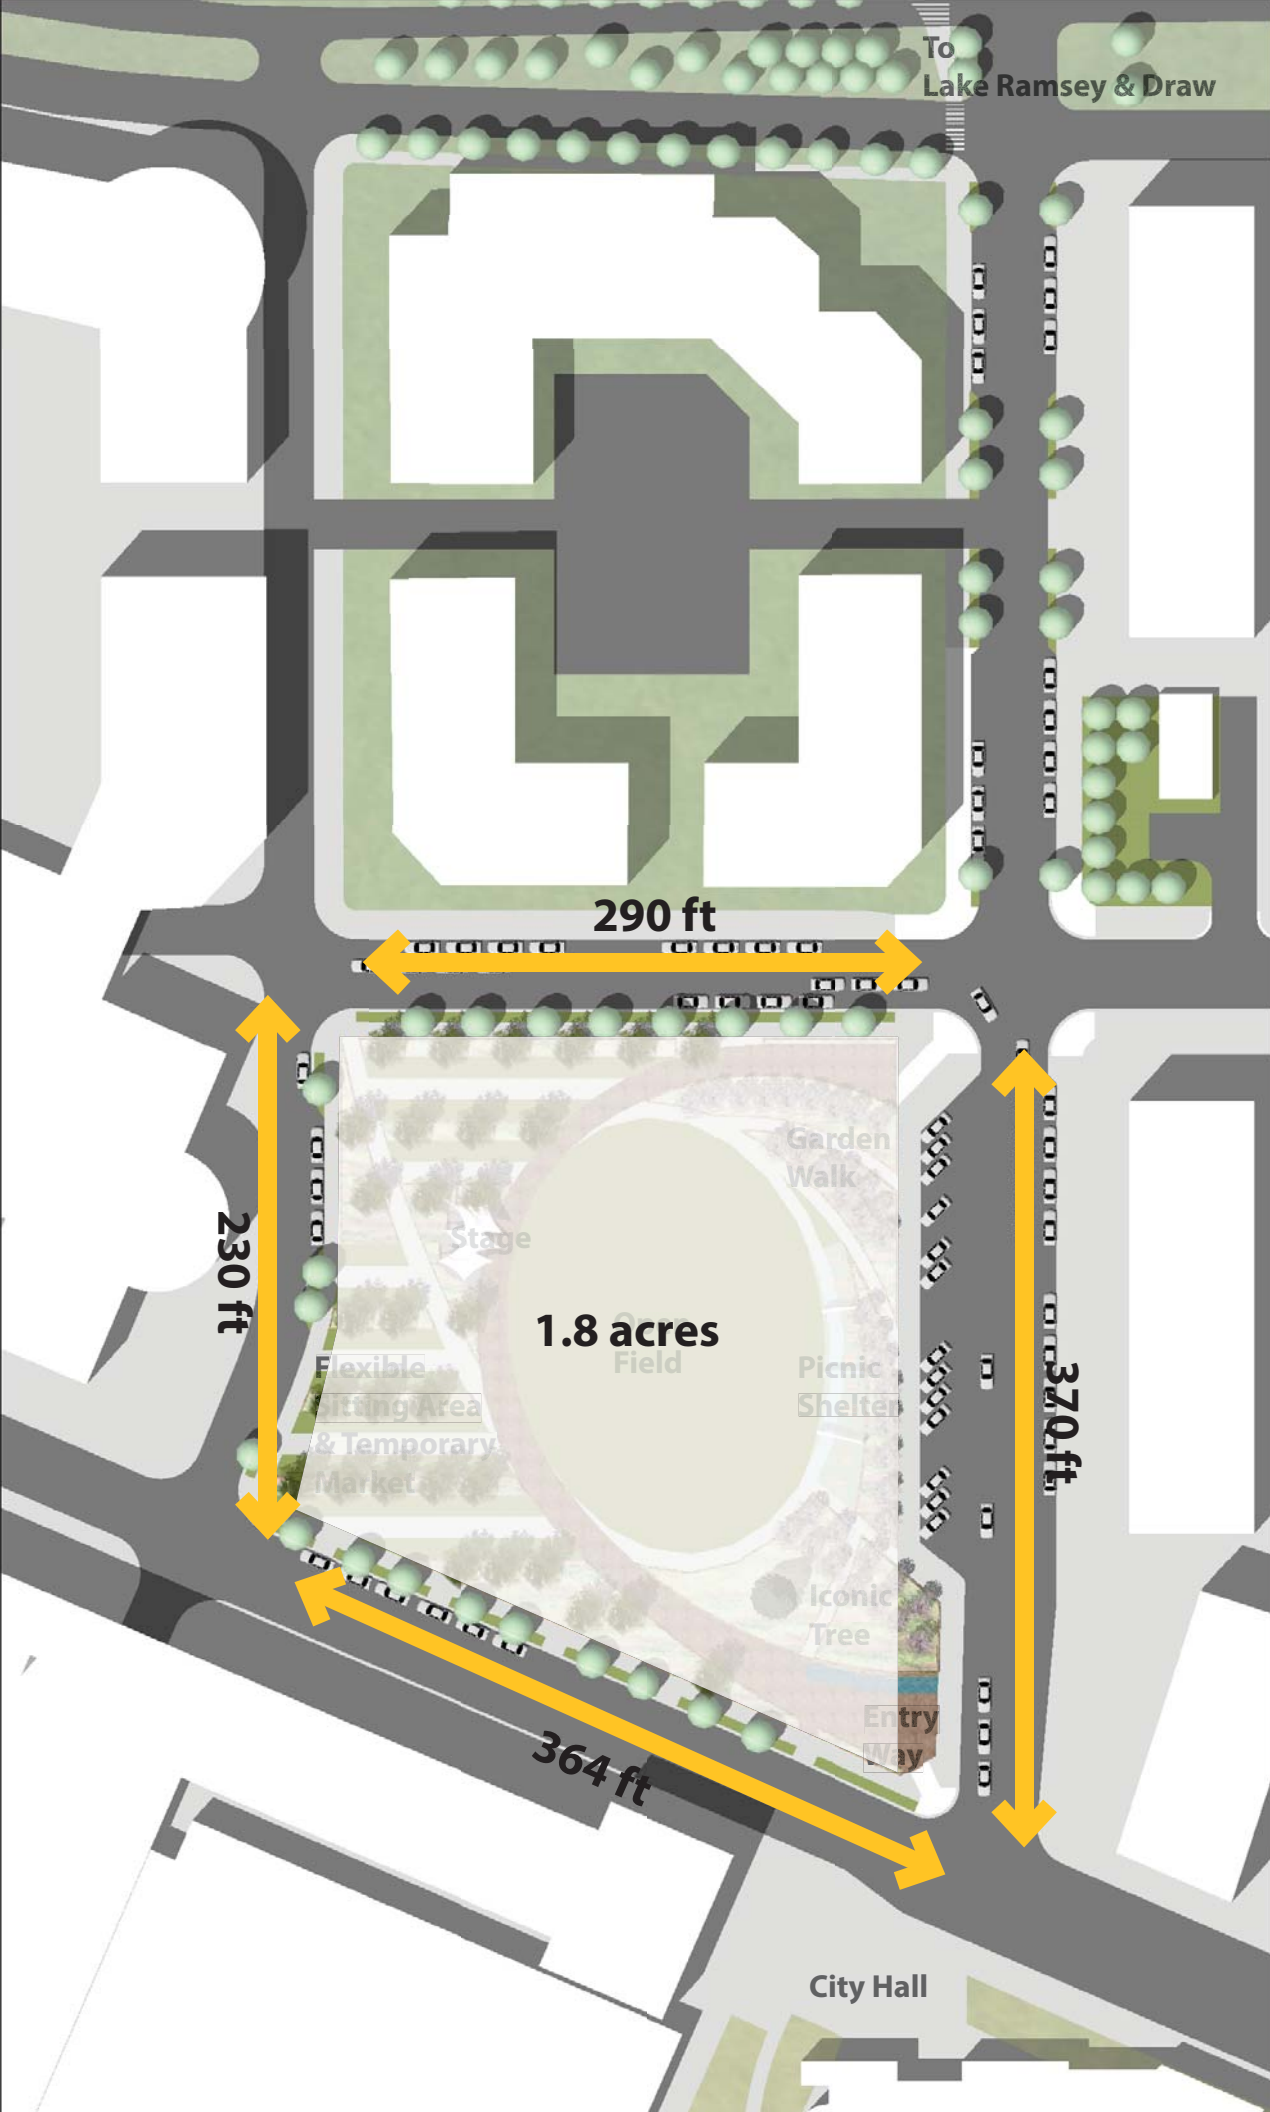 To
Lake Ramsey & Draw
290 ft
Garden
Walk
230 ft
Stage
1.8 acres
Open
Field
Flexible
Sitting Area
& Temporary
Market
Picnic
Shelter
370 ft
Iconic
Tree
Entry
Way
364 ft
City Hall